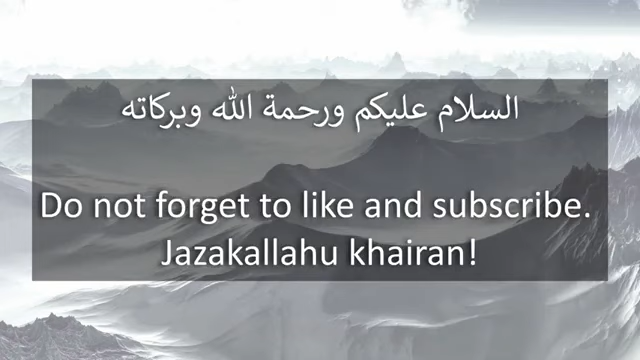 السلام عليكم ورحمة الله وبركاته
Do not forget to like and subscribe.
Jazakallahu khairan!